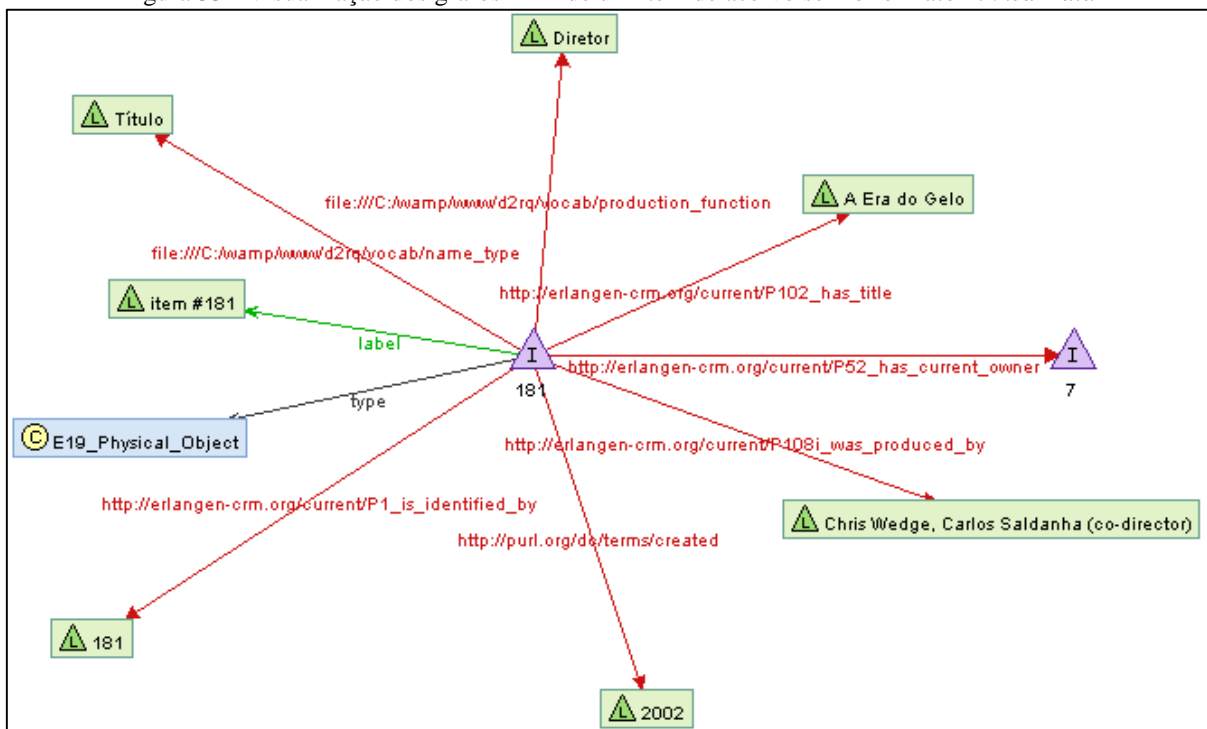 L Diretor
L Título
L A Era do Gelo
file:///C:/wamp/www/d2rq/vocab/production_function
file:///C:/wamp/www/d2rq/vocab/name_type
L item #181
http://erlangen-crm.org/current/P102_has_title
label
I
I
http://erlangen-crm.org/current/P52_has_current_owner
181
7
type
C E19_Physical_Object
http://erlangen-crm.org/current/P108i_was_produced_by
http://erlangen-crm.org/current/P1_is_identified_by
L Chris Wedge, Carlos Saldanha (co-director)
http://purl.org/dc/terms/created
L 181
L 2002